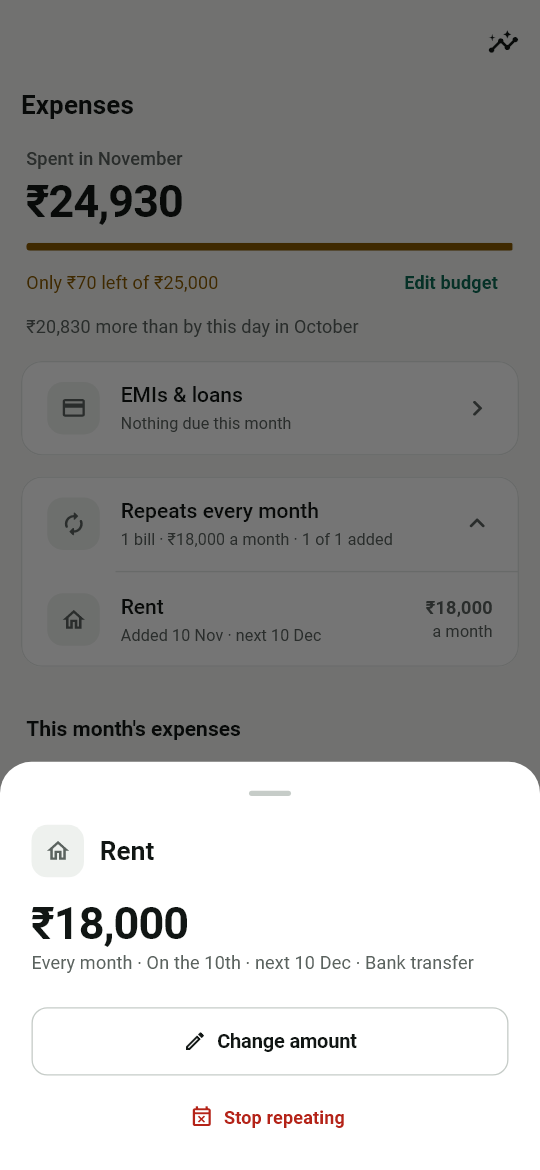 Expenses
Spent in November
₹24,930
Only ₹70 left of ₹25,000
Edit budget
₹20,830 more than by this day in October
EMIs & loans
Nothing due this month
Repeats every month
1 bill · ₹18,000 a month · 1 of 1 added
Rent
₹18,000
Added 10 Nov · next 10 Dec
a month
This month's expenses
Rent
₹18,000
Every month · On the 10th · next 10 Dec · Bank transfer
Change amount
Stop repeating